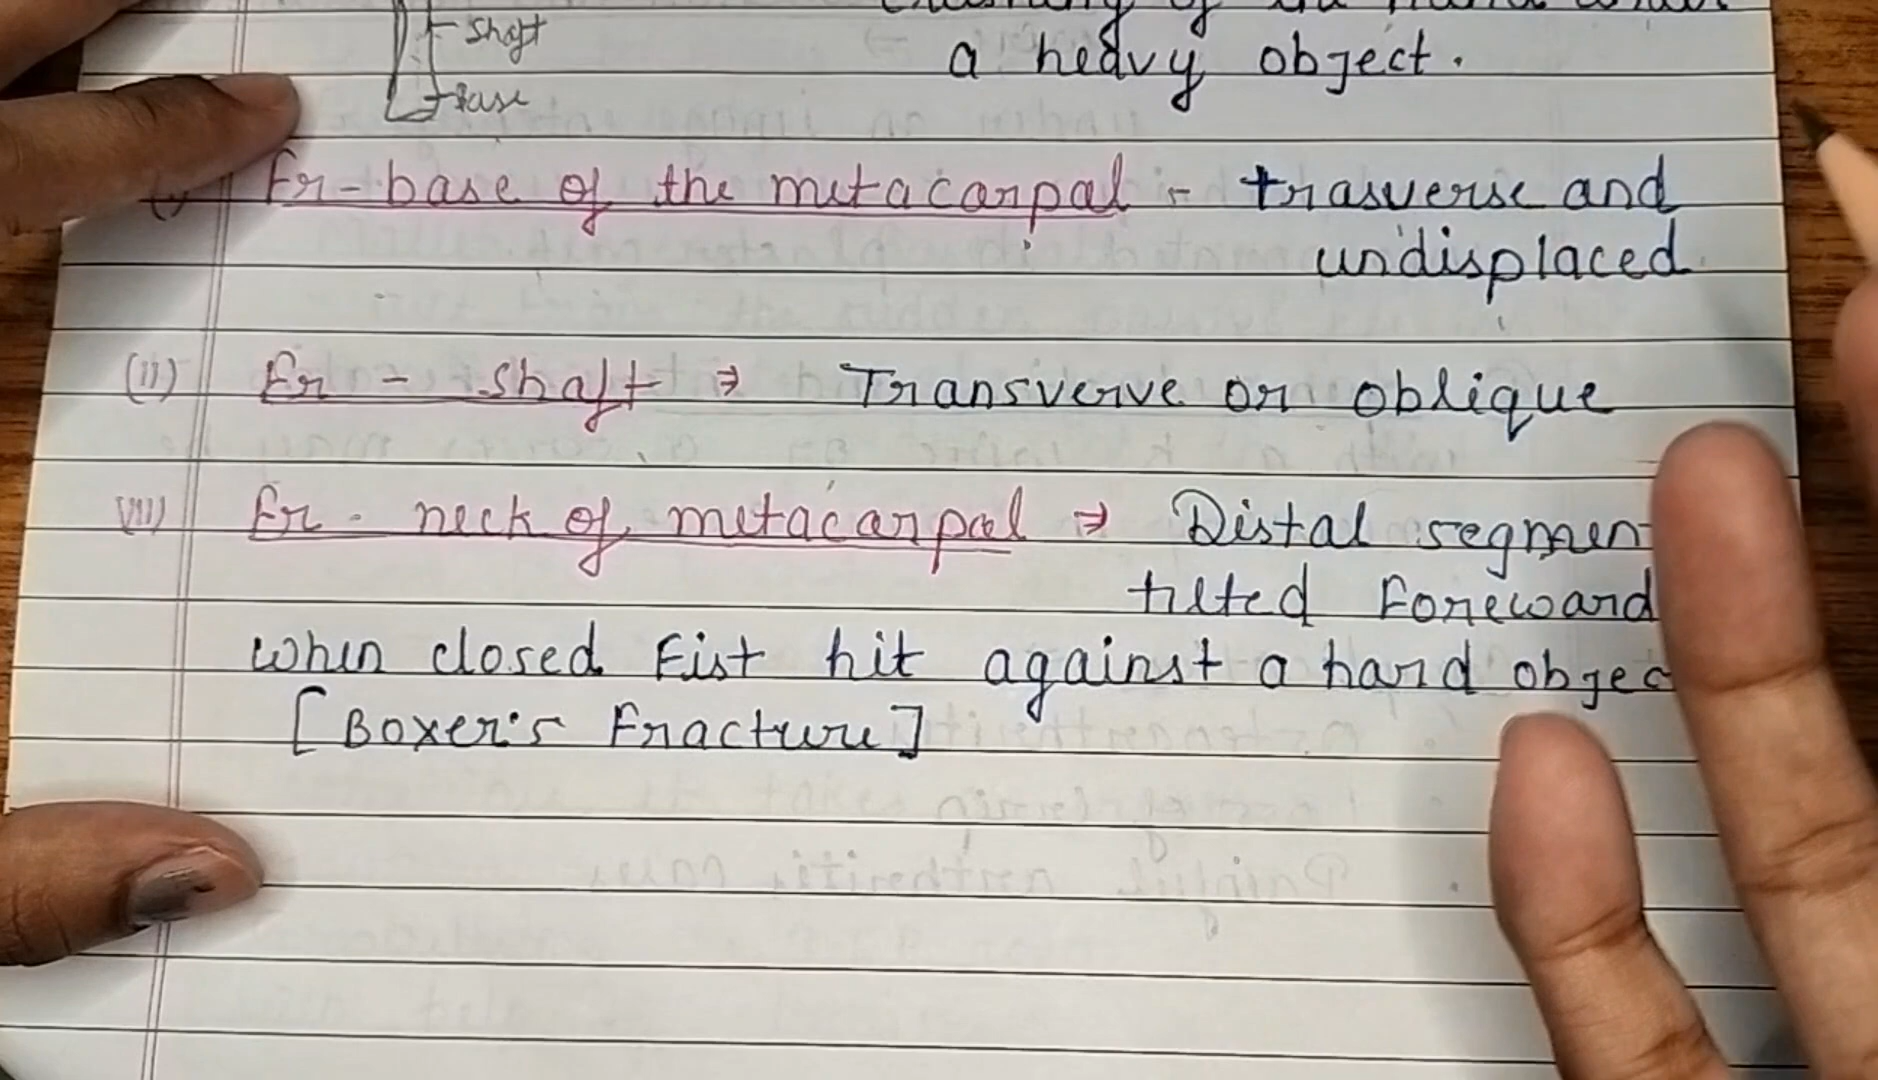 Shaft
Base
a heavy object.
(i) Fr-base of the metacarpal - trasverse and
undisplaced
(ii) Fr - shaft ⇒ Transverve or oblique
(iii) Fr - neck of metacarpal ⇒ Distal segmen
tilted Foreward
when closed Fist hit against a hard objec
[Boxer's Fracture]